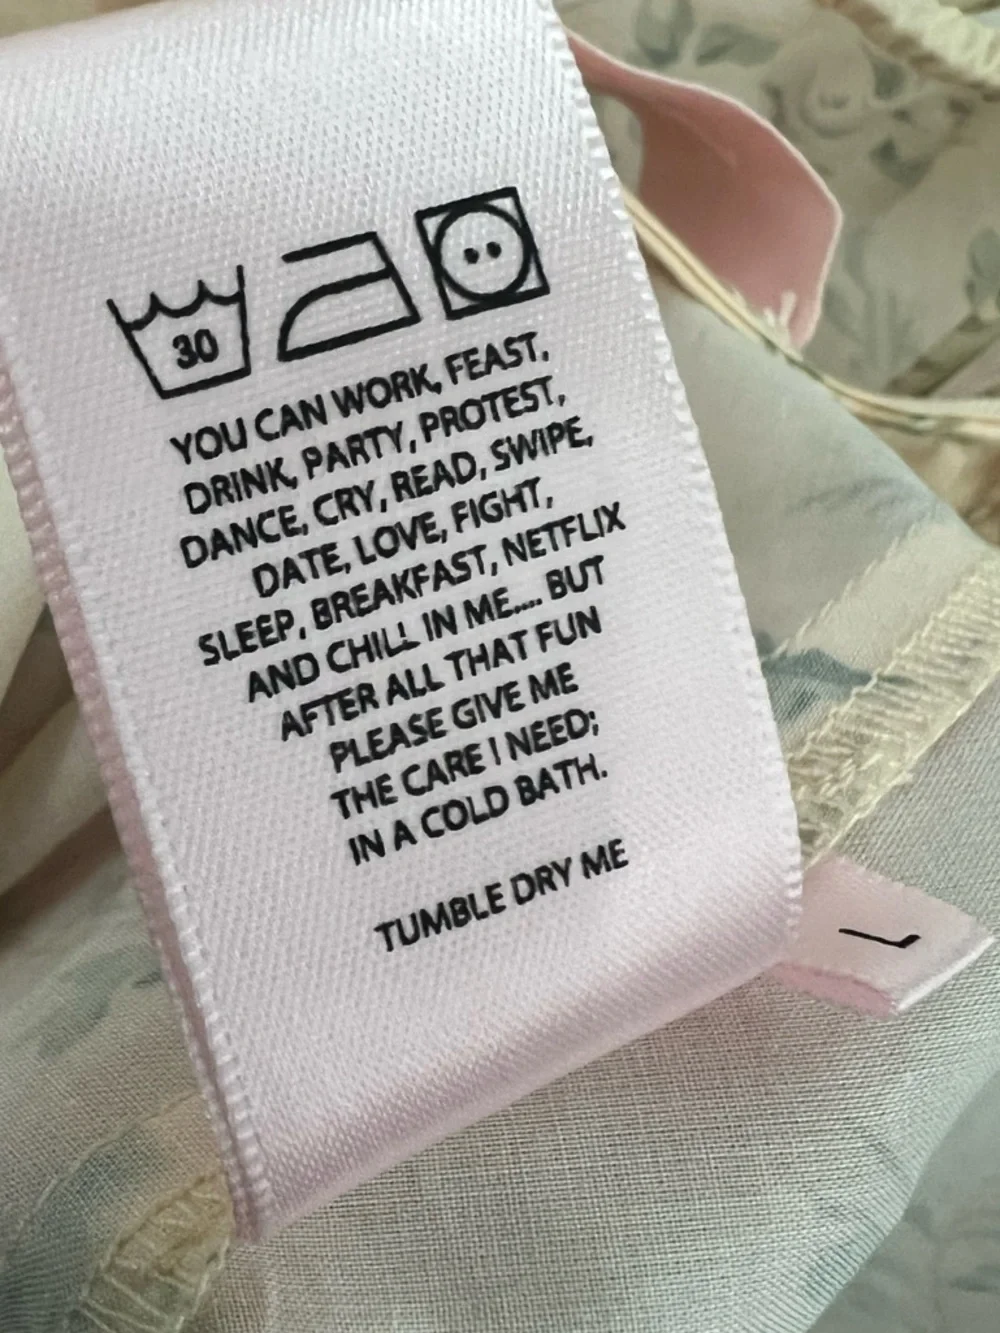 30
YOU CAN WORK, FEAST,
DRINK, PARTY, PROTEST,
DANCE, CRY, READ, SWIPE,
DATE, LOVE, FIGHT,
SLEEP, BREAKFAST, NETFLIX
AND CHILL IN ME.... BUT
AFTER ALL THAT FUN
PLEASE GIVE ME
THE CARE I NEED;
IN A COLD BATH.
TUMBLE DRY ME
L